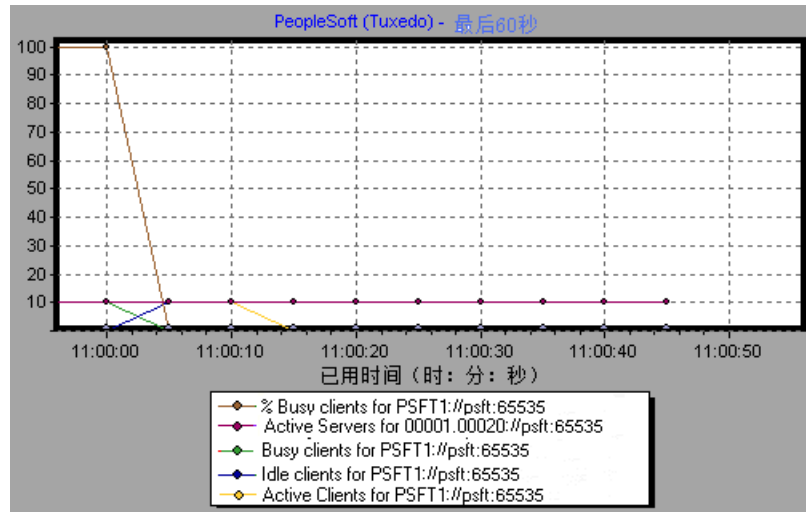 PeopleSoft (Tuxedo) - 最后60秒
100
90
80
70
60
50
40
30
20
10
11:00:00 11:00:10 11:00:20 11:00:30 11:00:40 11:00:50
已用时间（时：分：秒）
% Busy clients for PSFT1://psft:65535
Active Servers for 00001.00020://psft:65535
Busy clients for PSFT1://psft:65535
Idle clients for PSFT1://psft:65535
Active Clients for PSFT1://psft:65535